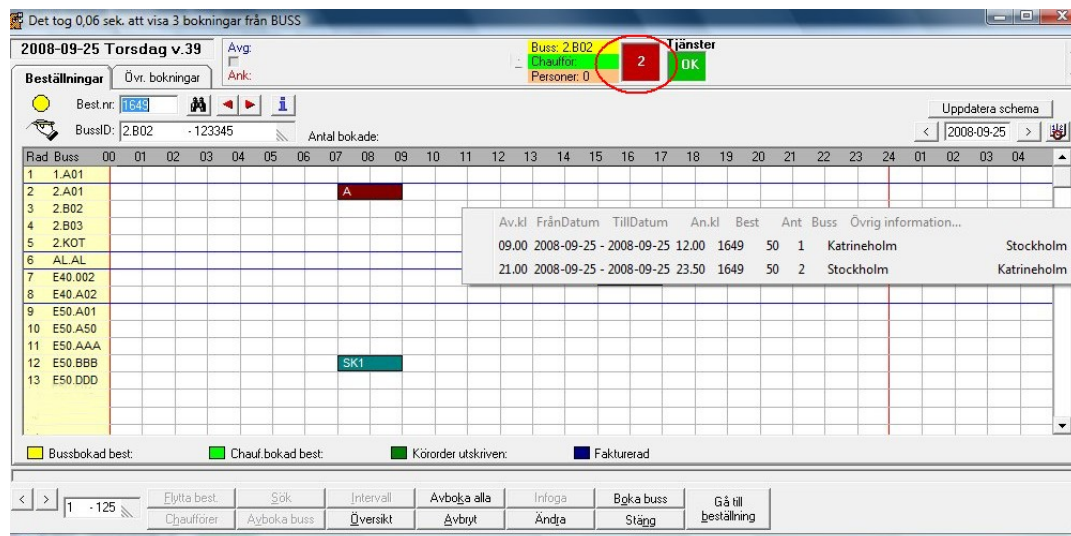 Det tog 0,06 sek. att visa 3 bokningar från BUSS
2008-09-25 Torsdag v.39
Avg:
Ank:
Buss: 2.B02
Chaufför:
Personer: 0
2
Tjänster
OK
Beställningar Övr. bokningar
Best.nr: 1649 i
Uppdatera schema
BussID: 2.B02 - 123345
Antal bokade:
< 2008-09-25 >
Rad Buss 00 01 02 03 04 05 06 07 08 09 10 11 12 13 14 15 16 17 18 19 20 21 22 23 24 01 02 03 04
1 1.A01
2 2.A01 A
3 2.B02
4 2.B03
5 2.KOT
6 AL.AL
7 E40.002
8 E40.A02
9 E50.A01
10 E50.A50
11 E50.AAA
12 E50.BBB SK1
13 E50.DDD
Av.kl FrånDatum TillDatum An.kl Best Ant Buss Övrig information...
09.00 2008-09-25 - 2008-09-25 12.00 1649 50 1 Katrineholm Stockholm
21.00 2008-09-25 - 2008-09-25 23.50 1649 50 2 Stockholm Katrineholm
Bussbokad best: Chauf.bokad best: Körorder utskriven: Fakturerad
< > 1 - 125
Flytta best. Sök Intervall Avboka alla Infoga Boka buss Gå till beställning
Chaufförer Avboka buss Översikt Avbryt Ändra Stäng